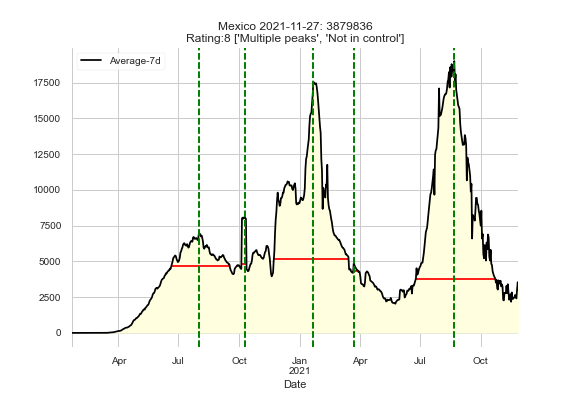 Mexico 2021-11-27: 3879836
Rating:8 ['Multiple peaks', 'Not in control']
Average-7d
17500
15000
12500
10000
7500
5000
2500
0
Apr
Jul
Oct
Jan
2021
Apr
Jul
Oct
Date